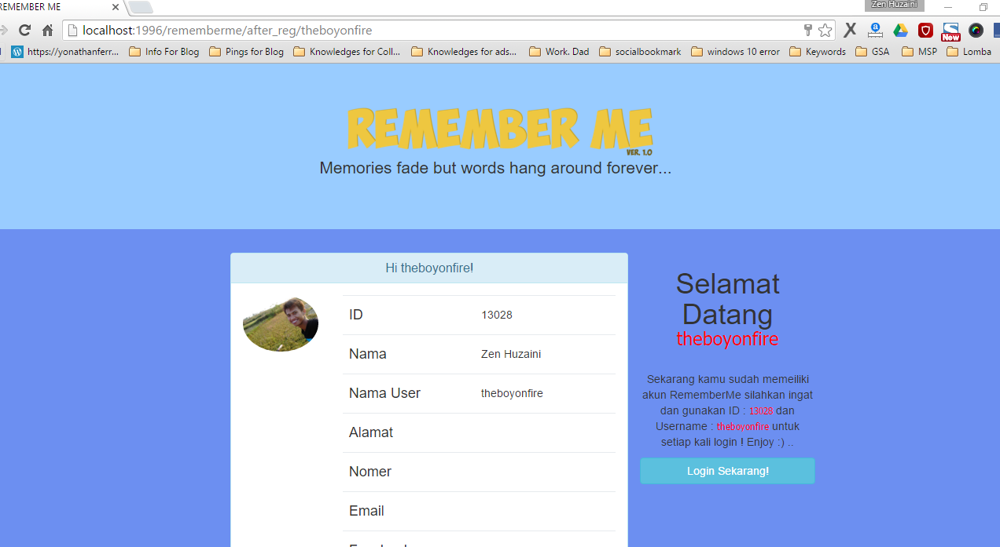 REMEMBER ME
Zen Huzaini
localhost:1996/rememberme/after_reg/theboyonfire
New
https://yonathanferr... Info For Blog Pings for Blog Knowledges for Coll... Knowledges for ads... Work. Dad socialbookmark windows 10 error Keywords GSA MSP Lomba
REMEMBER ME
VER. 1.0
Memories fade but words hang around forever...
Hi theboyonfire!
ID 13028
Nama Zen Huzaini
Nama User theboyonfire
Alamat
Nomer
Email
Selamat
Datang
theboyonfire
Sekarang kamu sudah memeiliki
akun RememberMe silahkan ingat
dan gunakan ID : 13028 dan
Username : theboyonfire untuk
setiap kali login ! Enjoy :) ..
Login Sekarang!